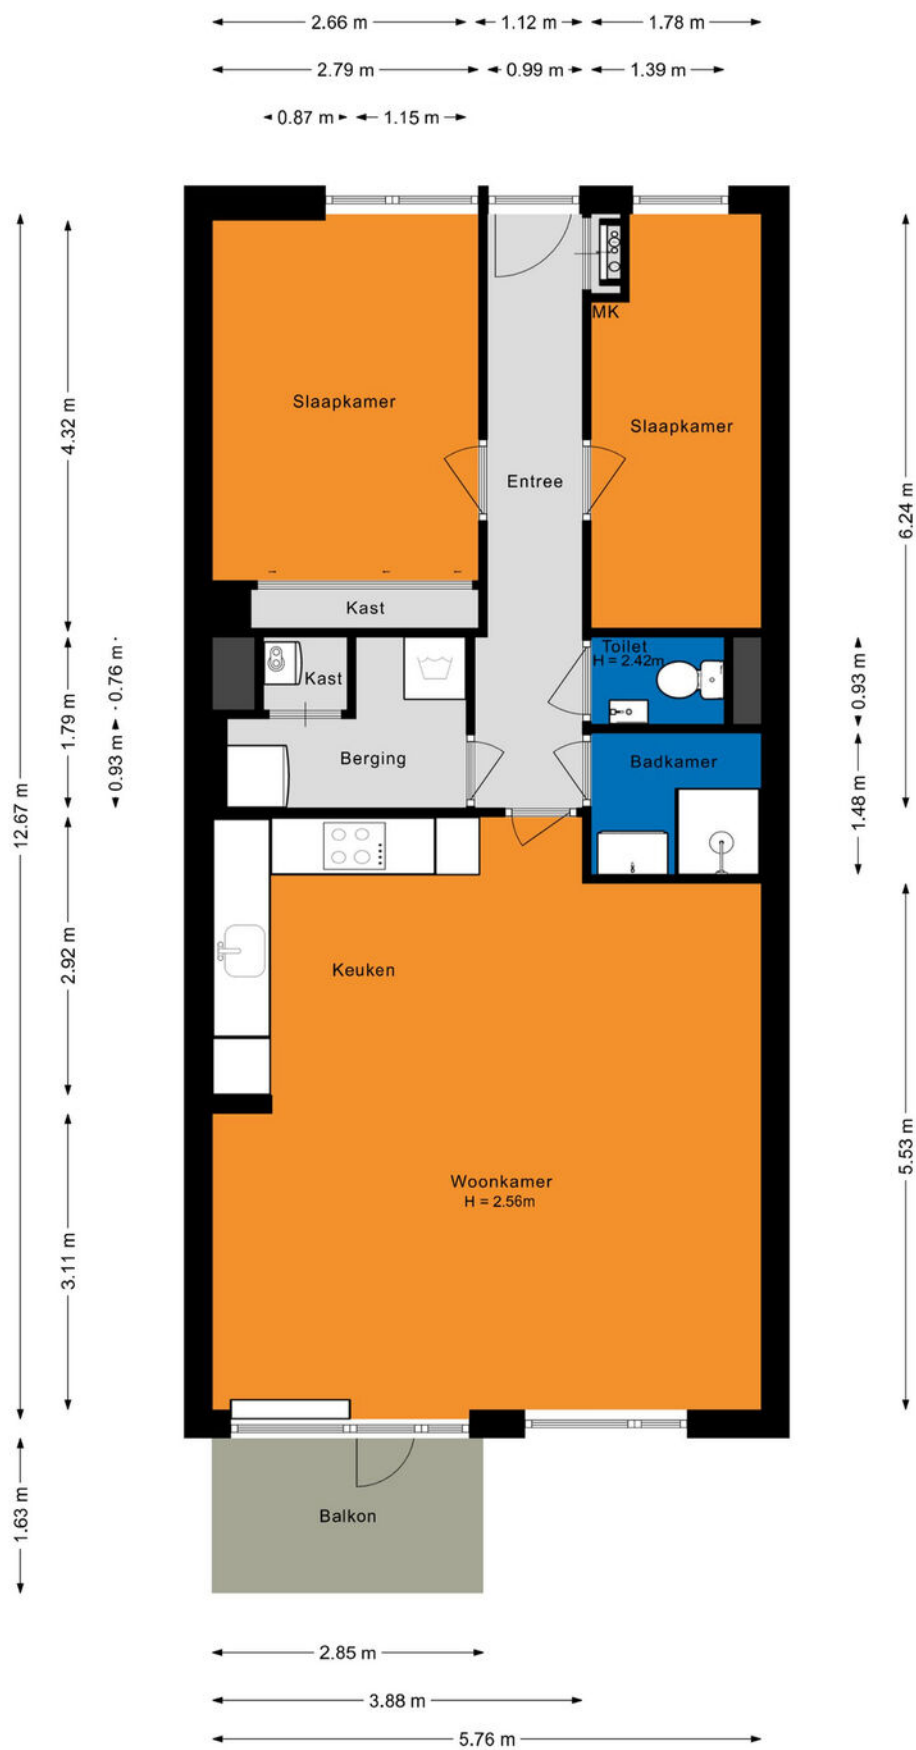 2.66 m
1.12 m
1.78 m
2.79 m
0.99 m
1.39 m
0.87 m
1.15 m
MK
Slaapkamer
Slaapkamer
4.32 m
Entree
6.24 m
Kast
Toilet
H = 2.42m
Kast
0.76 m
0.93 m
1.79 m
0.93 m
Berging
Badkamer
1.48 m
12.67 m
2.92 m
Keuken
5.53 m
Woonkamer
H = 2.56m
3.11 m
1.63 m
Balkon
2.85 m
3.88 m
5.76 m